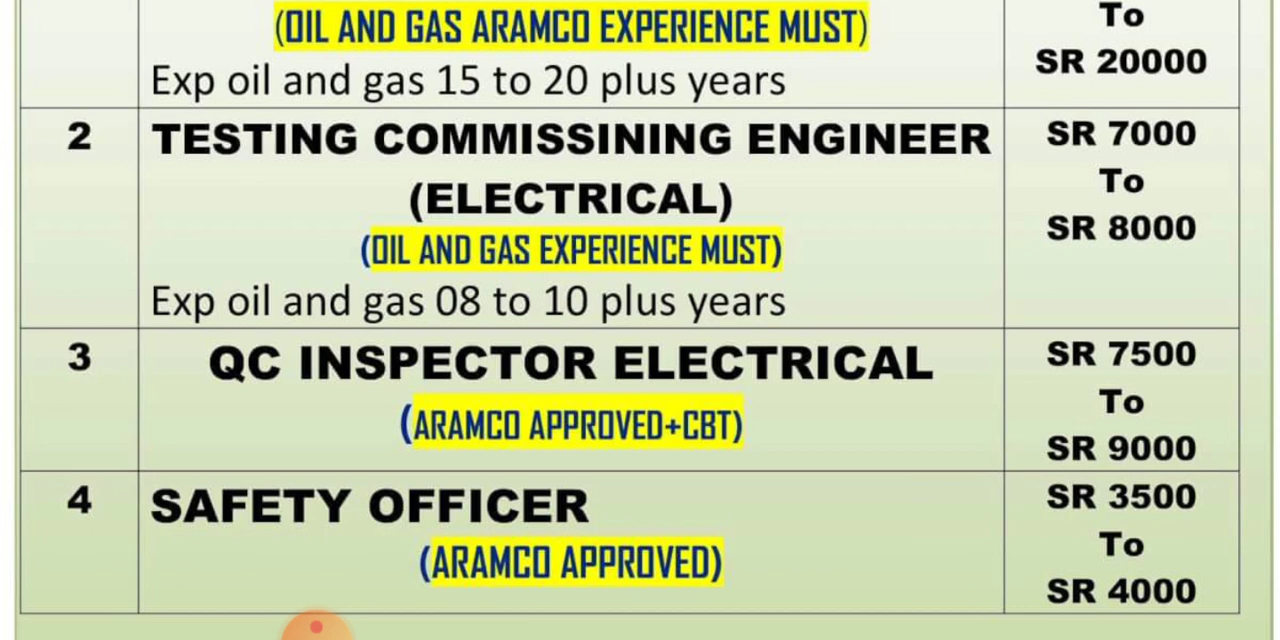 (OIL AND GAS ARAMCO EXPERIENCE MUST)
Exp oil and gas 15 to 20 plus years
To
SR 20000
2
TESTING COMMISSINING ENGINEER
(ELECTRICAL)
(OIL AND GAS EXPERIENCE MUST)
Exp oil and gas 08 to 10 plus years
SR 7000
To
SR 8000
3
QC INSPECTOR ELECTRICAL
(ARAMCO APPROVED+CBT)
SR 7500
To
SR 9000
4
SAFETY OFFICER
(ARAMCO APPROVED)
SR 3500
To
SR 4000